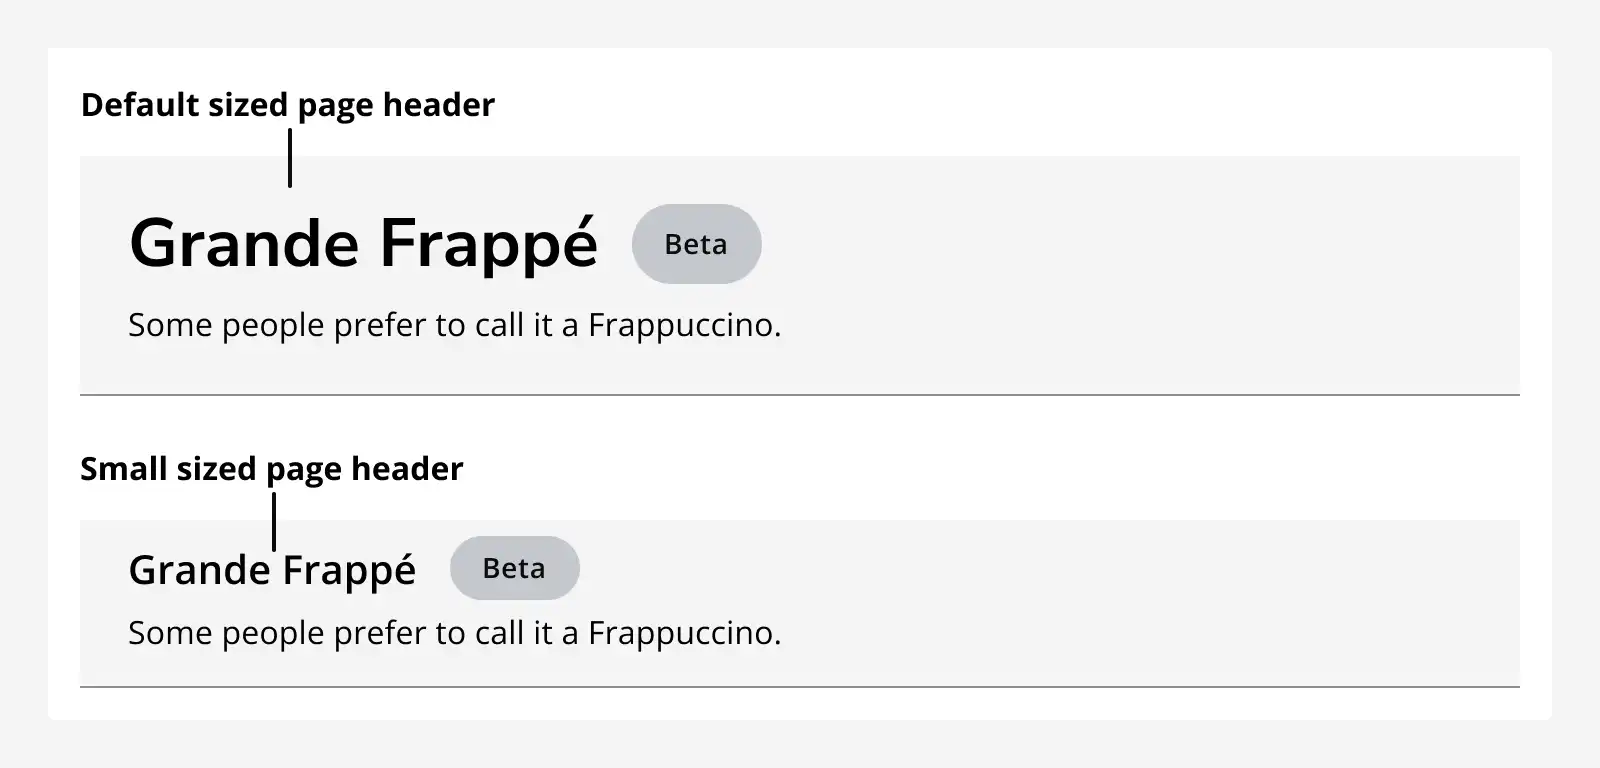 Default sized page header
Grande Frappé Beta
Some people prefer to call it a Frappuccino.
Small sized page header
Grande Frappé Beta
Some people prefer to call it a Frappuccino.